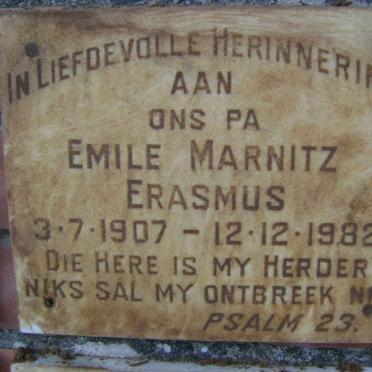 IN LIEFDEVOLLE HERINNERIN
AAN
ONS PA
EMILE MARNITZ
ERASMUS
3·7·1907 – 12·12·1982
DIE HERE IS MY HERDER
NIKS SAL MY ONTBREEK NI
PSALM 23.